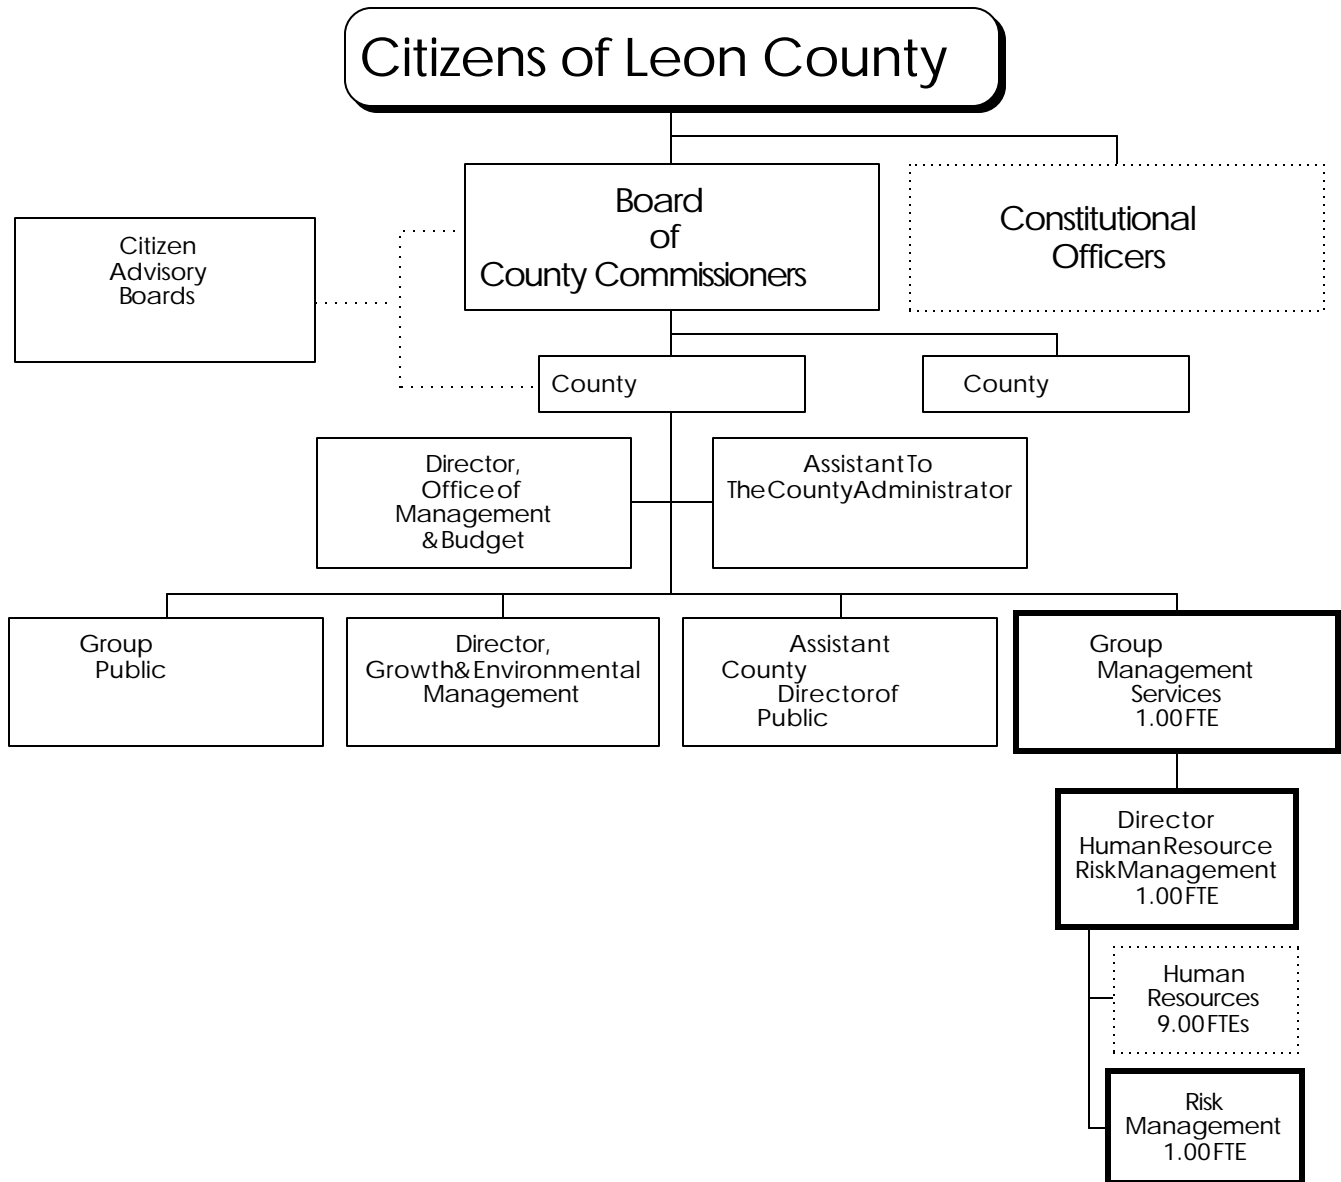 Citizens of Leon County
Board
of
County Commissioners
Constitutional
Officers
Citizen
Advisory
Boards
County
County
Director,
Office of
Management
& Budget
Assistant To
The County Administrator
Group
Public
Director,
Growth & Environmental
Management
Assistant
County
Director of
Public
Group
Management
Services
1.00 FTE
Director
Human Resource
Risk Management
1.00 FTE
Human
Resources
9.00 FTEs
Risk
Management
1.00 FTE